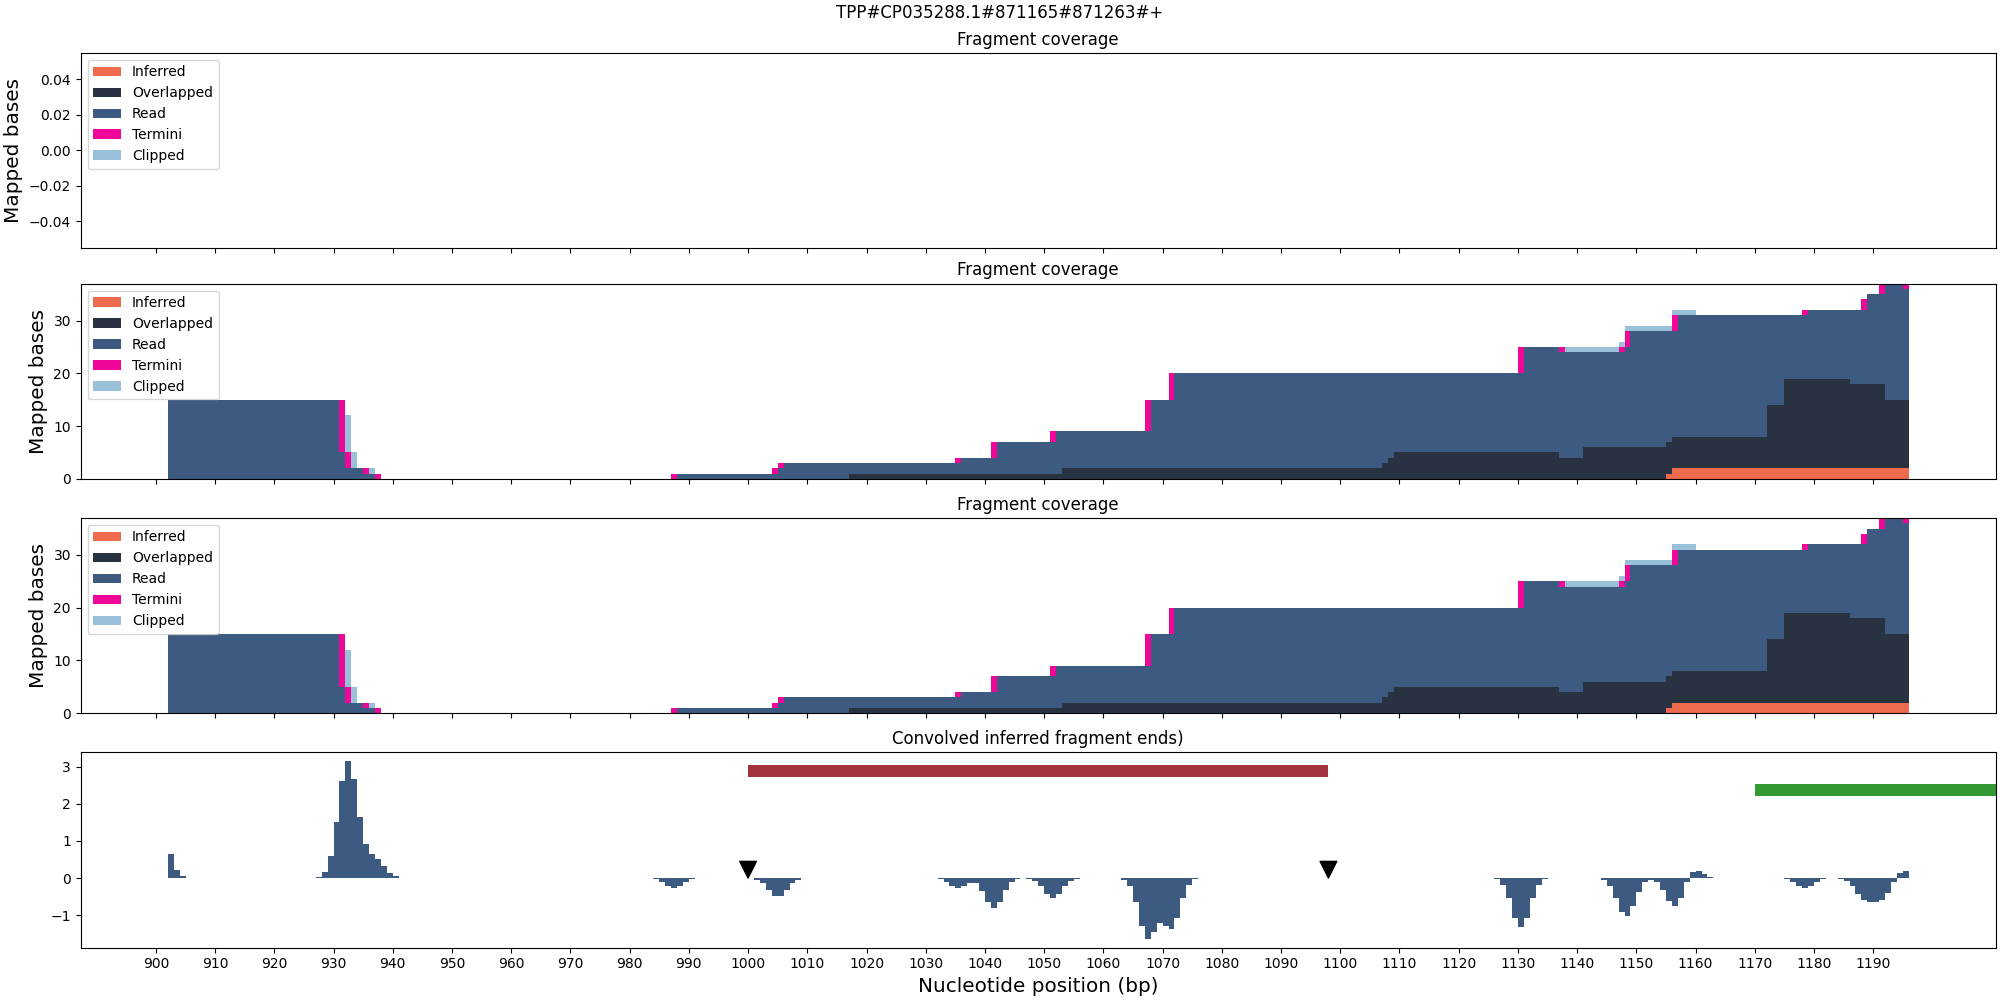 TPP#CP035288.1#871165#871263#+
Fragment coverage
Mapped bases
0.04
0.02
0.00
−0.02
−0.04
Inferred
Overlapped
Read
Termini
Clipped
Fragment coverage
Mapped bases
30
20
10
0
Inferred
Overlapped
Read
Termini
Clipped
Fragment coverage
Mapped bases
30
20
10
0
Inferred
Overlapped
Read
Termini
Clipped
Convolved inferred fragment ends)
3
2
1
0
−1
900 910 920 930 940 950 960 970 980 990 1000 1010 1020 1030 1040 1050 1060 1070 1080 1090 1100 1110 1120 1130 1140 1150 1160 1170 1180 1190
Nucleotide position (bp)